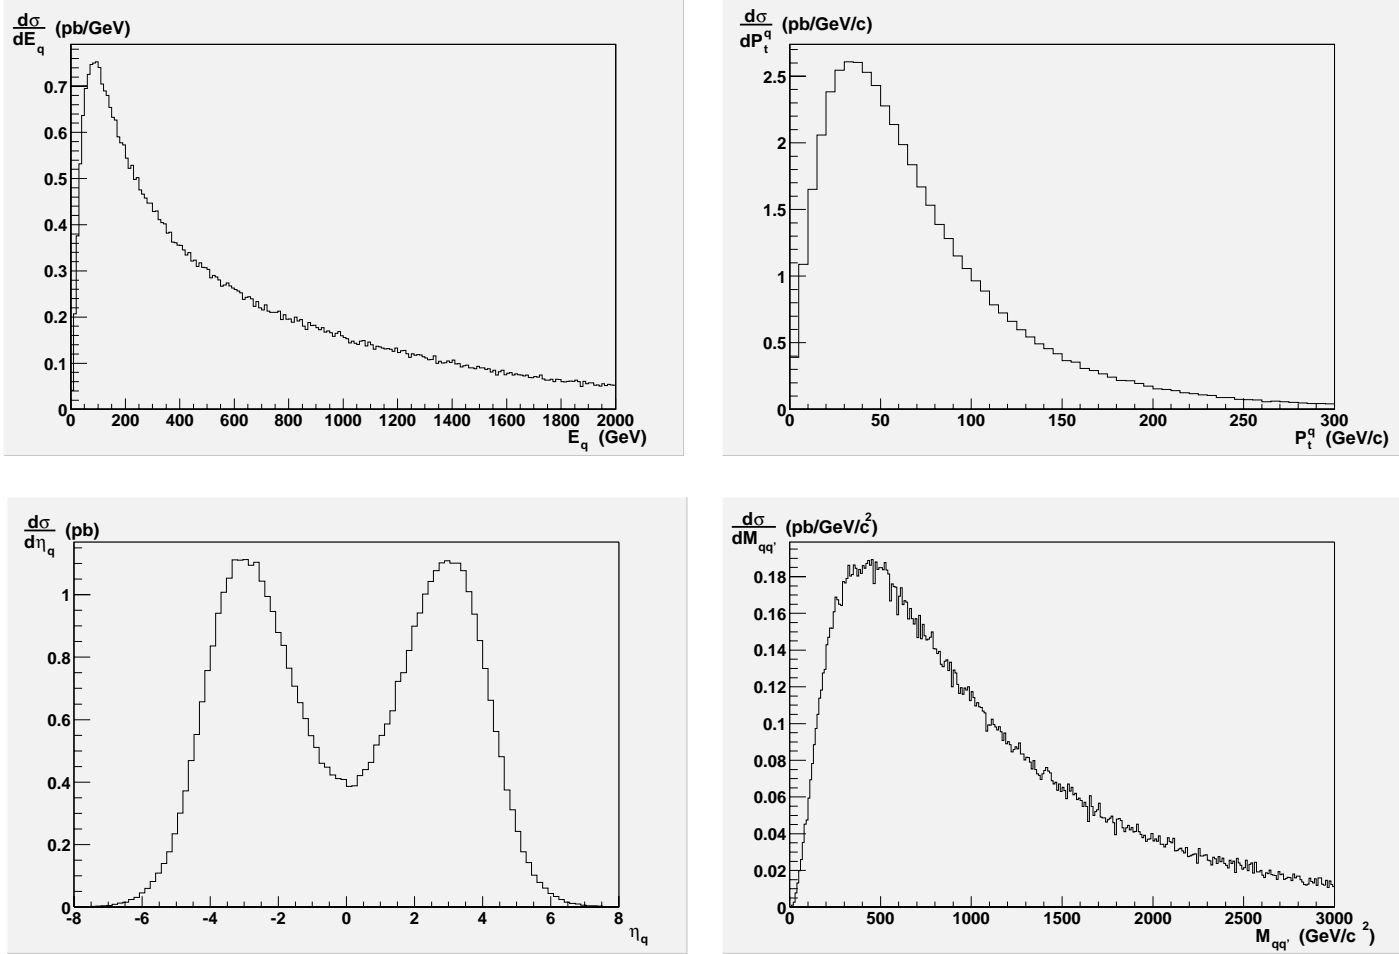 dσ/dE_q (pb/GeV)
0.7
0.6
0.5
0.4
0.3
0.2
0.1
0
0 200 400 600 800 1000 1200 1400 1600 1800 2000
E_q (GeV)
dσ/dP_t^q (pb/GeV/c)
2.5
2
1.5
1
0.5
0
0 50 100 150 200 250 300
P_t^q (GeV/c)
dσ/dη_q (pb)
1
0.8
0.6
0.4
0.2
0
-8 -6 -4 -2 0 2 4 6 8
η_q
dσ/dM_qq' (pb/GeV/c^2)
0.18
0.16
0.14
0.12
0.1
0.08
0.06
0.04
0.02
0
0 500 1000 1500 2000 2500 3000
M_qq' (GeV/c^2)